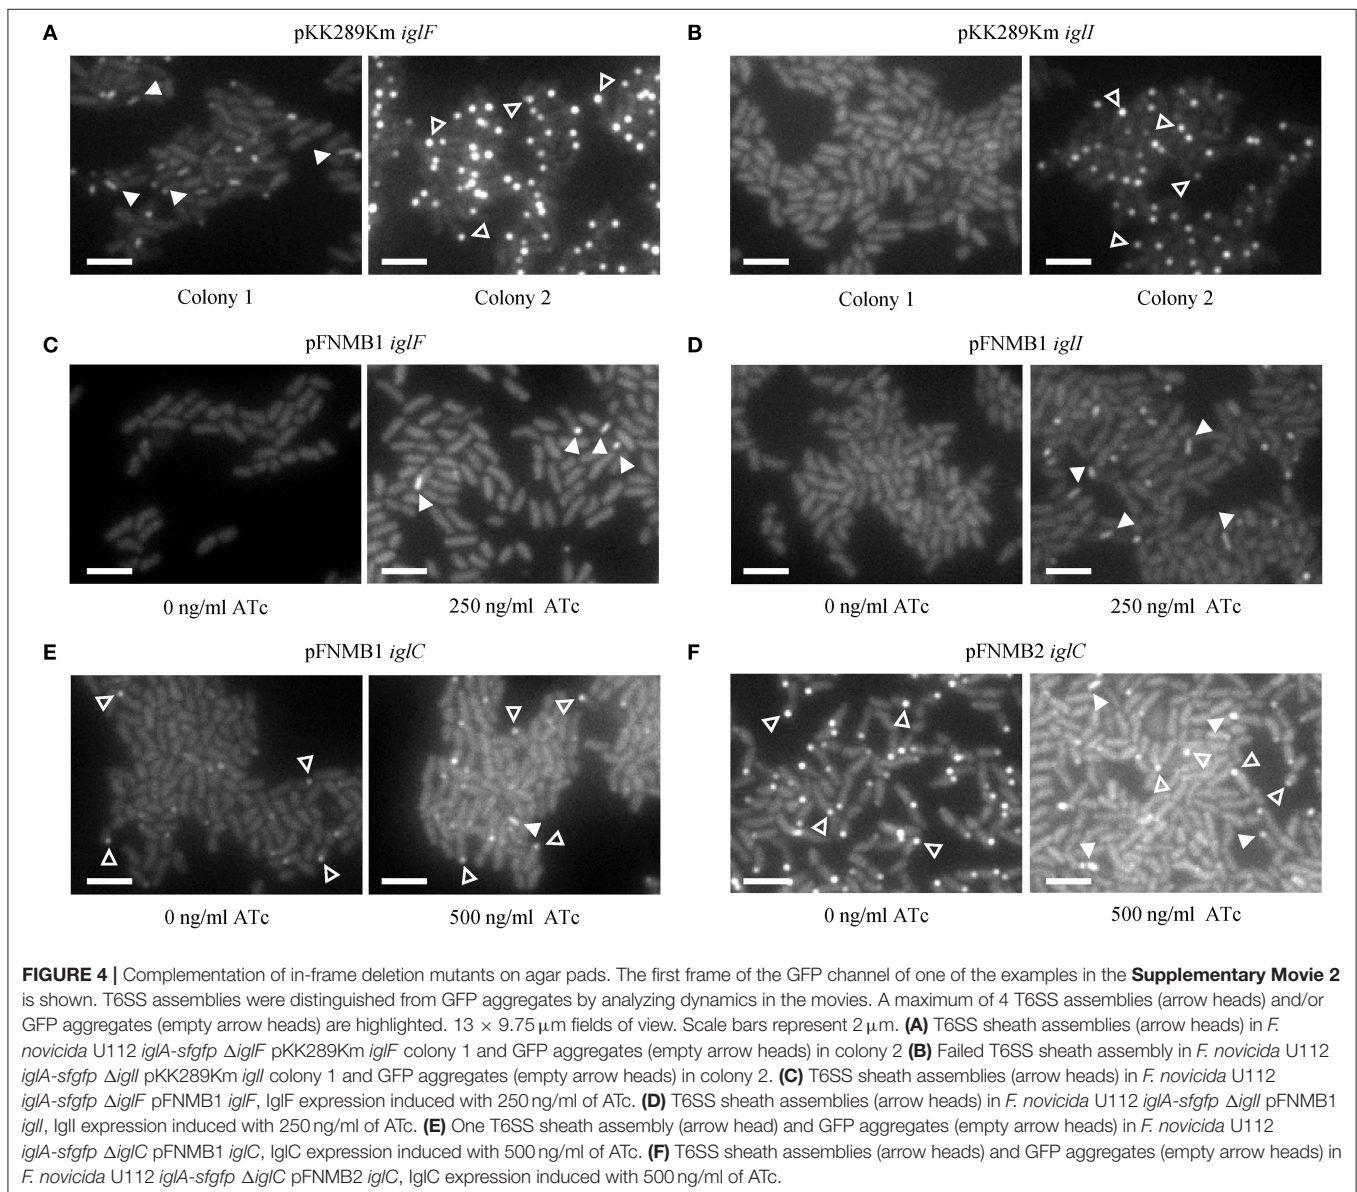 A
pKK289Km iglF
B
pKK289Km iglI
Colony 1
Colony 2
Colony 1
Colony 2
C
pFNMB1 iglF
D
pFNMB1 iglI
0 ng/ml ATc
250 ng/ml ATc
0 ng/ml ATc
250 ng/ml ATc
E
pFNMB1 iglC
F
pFNMB2 iglC
0 ng/ml ATc
500 ng/ml ATc
0 ng/ml ATc
500 ng/ml ATc
FIGURE 4 | Complementation of in-frame deletion mutants on agar pads. The first frame of the GFP channel of one of the examples in the Supplementary Movie 2
is shown. T6SS assemblies were distinguished from GFP aggregates by analyzing dynamics in the movies. A maximum of 4 T6SS assemblies (arrow heads) and/or
GFP aggregates (empty arrow heads) are highlighted. 13 × 9.75 μm fields of view. Scale bars represent 2 μm. (A) T6SS sheath assemblies (arrow heads) in F.
novicida U112 iglA-sfgfp ΔiglF pKK289Km iglF colony 1 and GFP aggregates (empty arrow heads) in colony 2 (B) Failed T6SS sheath assembly in F. novicida U112
iglA-sfgfp ΔiglI pKK289Km iglI colony 1 and GFP aggregates (empty arrow heads) in colony 2. (C) T6SS sheath assemblies (arrow heads) in F. novicida U112
iglA-sfgfp ΔiglF pFNMB1 iglF, IglF expression induced with 250 ng/ml of ATc. (D) T6SS sheath assemblies (arrow heads) in F. novicida U112 iglA-sfgfp ΔiglI pFNMB1
iglI, IglI expression induced with 250 ng/ml of ATc. (E) One T6SS sheath assembly (arrow head) and GFP aggregates (empty arrow heads) in F. novicida U112
iglA-sfgfp ΔiglC pFNMB1 iglC, IglC expression induced with 500 ng/ml of ATc. (F) T6SS sheath assemblies (arrow heads) and GFP aggregates (empty arrow heads) in
F. novicida U112 iglA-sfgfp ΔiglC pFNMB2 iglC, IglC expression induced with 500 ng/ml of ATc.